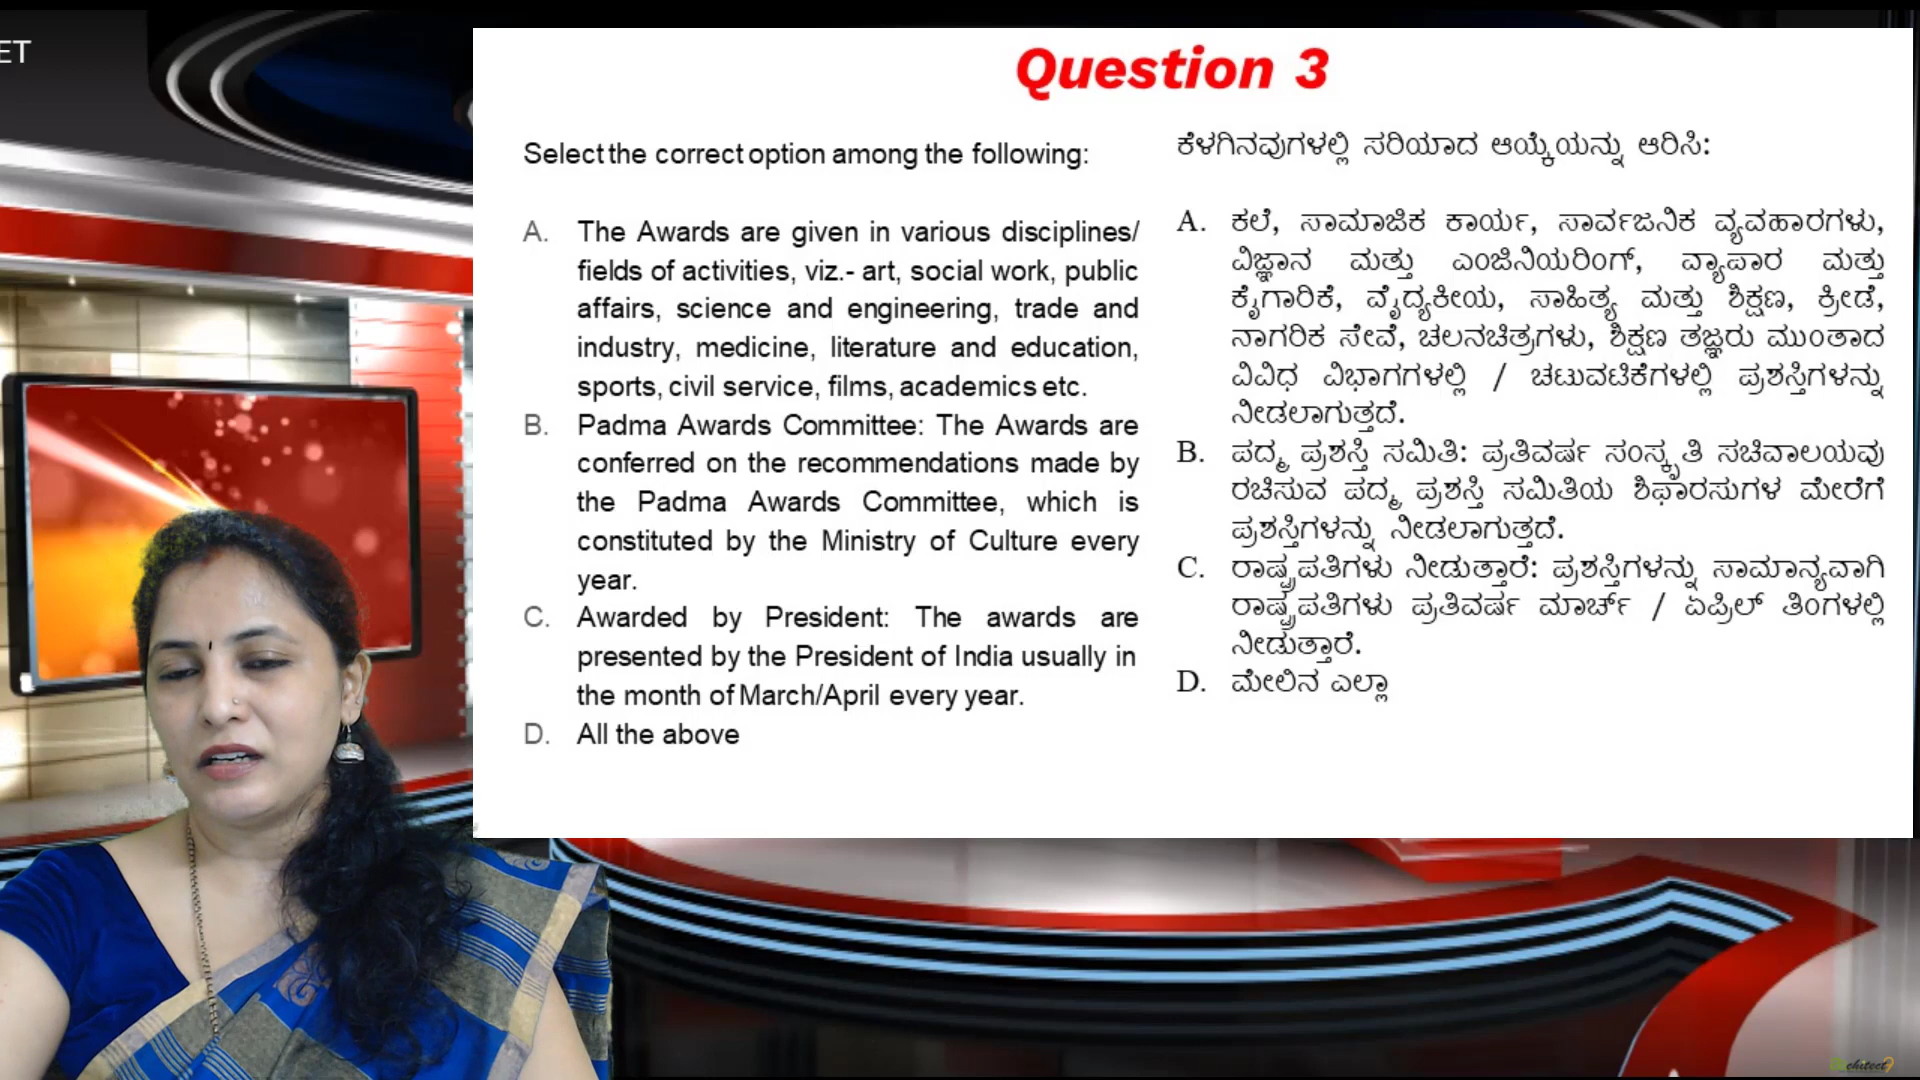 ET
Question 3
Select the correct option among the following:
A. The Awards are given in various disciplines/
fields of activities, viz.- art, social work, public
affairs, science and engineering, trade and
industry, medicine, literature and education,
sports, civil service, films, academics etc.
B. Padma Awards Committee: The Awards are
conferred on the recommendations made by
the Padma Awards Committee, which is
constituted by the Ministry of Culture every
year.
C. Awarded by President: The awards are
presented by the President of India usually in
the month of March/April every year.
D. All the above
ಕೆಳಗಿನವುಗಳಲ್ಲಿ ಸರಿಯಾದ ಆಯ್ಕೆಯನ್ನು ಆರಿಸಿ:
A. ಕಲೆ, ಸಾಮಾಜಿಕ ಕಾರ್ಯ, ಸಾರ್ವಜನಿಕ ವ್ಯವಹಾರಗಳು,
ವಿಜ್ಞಾನ ಮತ್ತು ಎಂಜಿನಿಯರಿಂಗ್, ವ್ಯಾಪಾರ ಮತ್ತು
ಕೈಗಾರಿಕೆ, ವೈದ್ಯಕೀಯ, ಸಾಹಿತ್ಯ ಮತ್ತು ಶಿಕ್ಷಣ, ಕ್ರೀಡೆ,
ನಾಗರಿಕ ಸೇವೆ, ಚಲನಚಿತ್ರಗಳು, ಶಿಕ್ಷಣ ತಜ್ಞರು ಮುಂತಾದ
ವಿವಿಧ ವಿಭಾಗಗಳಲ್ಲಿ / ಚಟುವಟಿಕೆಗಳಲ್ಲಿ ಪ್ರಶಸ್ತಿಗಳನ್ನು
ನೀಡಲಾಗುತ್ತದೆ.
B. ಪದ್ಮ ಪ್ರಶಸ್ತಿ ಸಮಿತಿ: ಪ್ರತಿವರ್ಷ ಸಂಸ್ಕೃತಿ ಸಚಿವಾಲಯವು
ರಚಿಸುವ ಪದ್ಮ ಪ್ರಶಸ್ತಿ ಸಮಿತಿಯ ಶಿಫಾರಸುಗಳ ಮೇರೆಗೆ
ಪ್ರಶಸ್ತಿಗಳನ್ನು ನೀಡಲಾಗುತ್ತದೆ.
C. ರಾಷ್ಟ್ರಪತಿಗಳು ನೀಡುತ್ತಾರೆ: ಪ್ರಶಸ್ತಿಗಳನ್ನು ಸಾಮಾನ್ಯವಾಗಿ
ರಾಷ್ಟ್ರಪತಿಗಳು ಪ್ರತಿವರ್ಷ ಮಾರ್ಚ್ / ಏಪ್ರಿಲ್ ತಿಂಗಳಲ್ಲಿ
ನೀಡುತ್ತಾರೆ.
D. ಮೇಲಿನ ಎಲ್ಲಾ